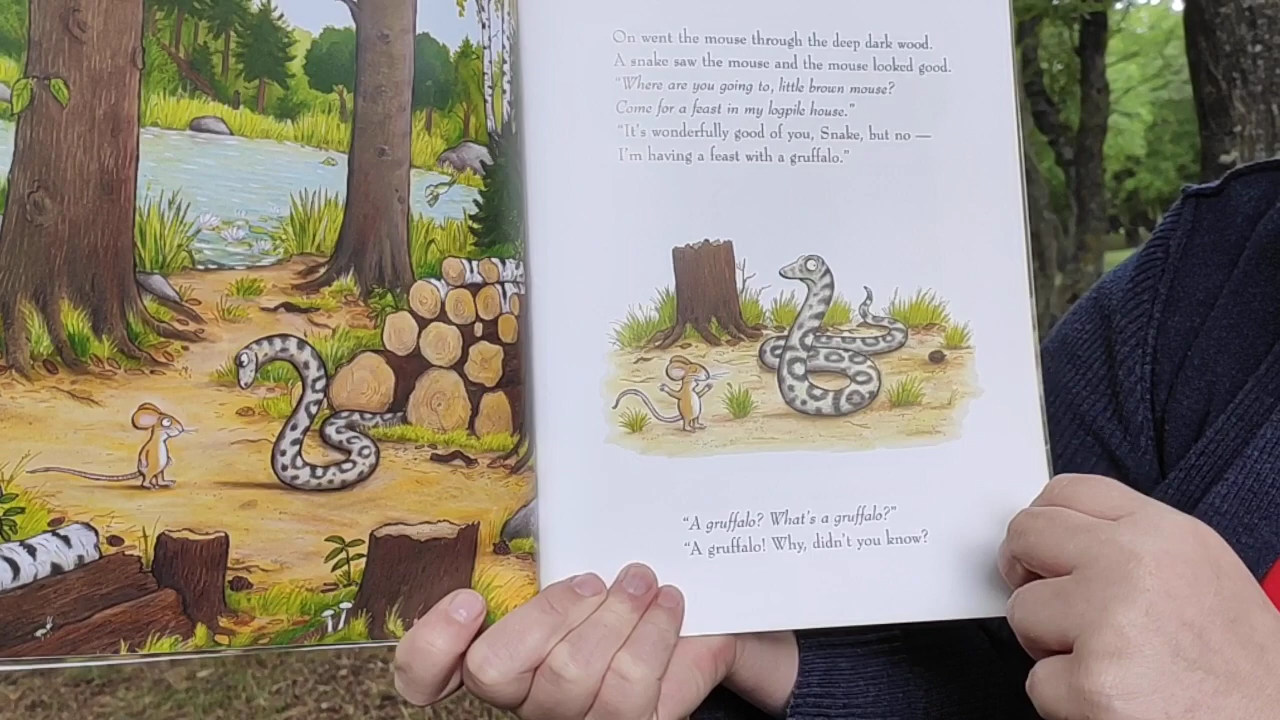 On went the mouse through the deep dark wood.
A snake saw the mouse and the mouse looked good.
"Where are you going to, little brown mouse?
Come for a feast in my logpile house."
"It's wonderfully good of you, Snake, but no —
I'm having a feast with a gruffalo."
"A gruffalo? What's a gruffalo?"
"A gruffalo! Why, didn't you know?